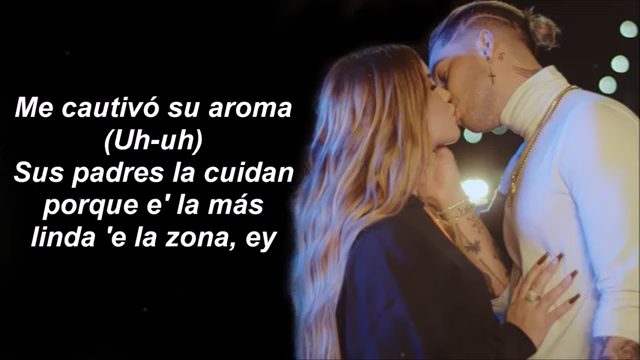 Me cautivó su aroma
(Uh-uh)
Sus padres la cuidan
porque e' la más
linda 'e la zona, ey